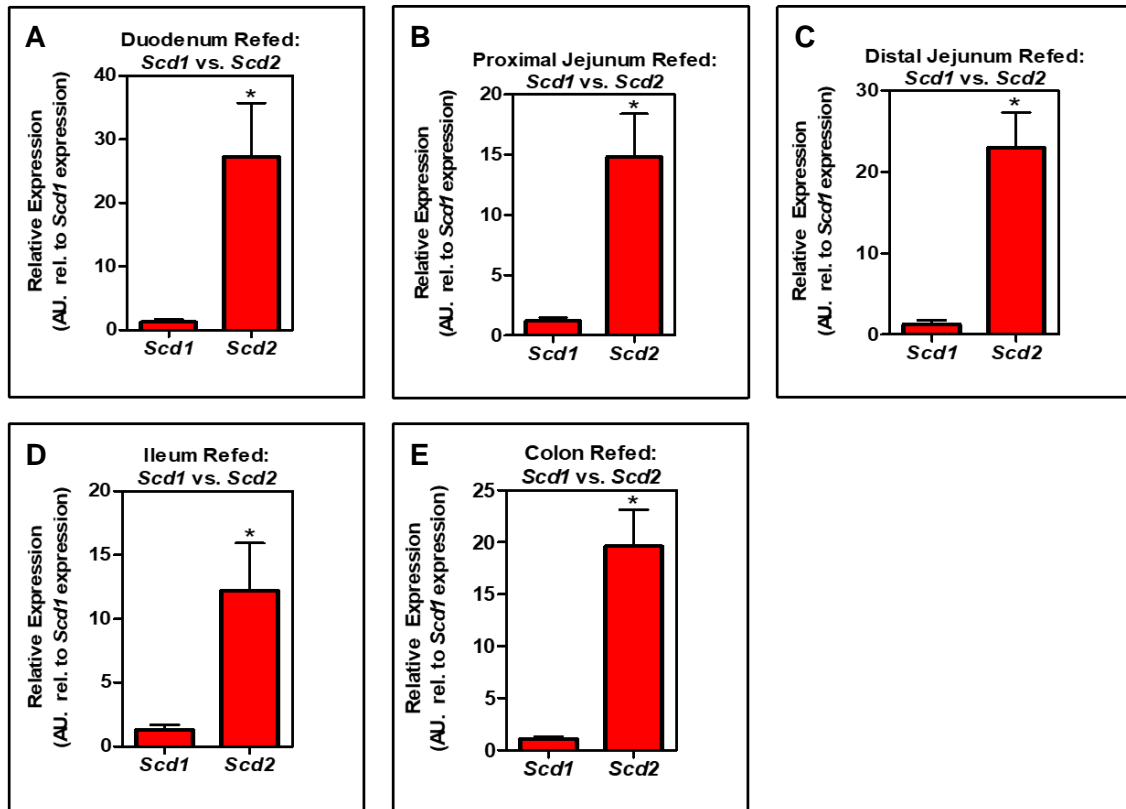 A
Duodenum Refed:
Scd1 vs. Scd2
Relative Expression
(AU. rel. to Scd1 expression)
40
30
20
10
0
*
Scd1 Scd2
B
Proximal Jejunum Refed:
Scd1 vs. Scd2
Relative Expression
(AU. rel. to Scd1 expression)
20
15
10
5
0
*
Scd1 Scd2
C
Distal Jejunum Refed:
Scd1 vs. Scd2
Relative Expression
(AU. rel. to Scd1 expression)
30
20
10
0
*
Scd1 Scd2
D
Ileum Refed:
Scd1 vs. Scd2
Relative Expression
(AU. rel. to Scd1 expression)
20
15
10
5
0
*
Scd1 Scd2
E
Colon Refed:
Scd1 vs. Scd2
Relative Expression
(AU. rel. to Scd1 expression)
25
20
15
10
5
0
*
Scd1 Scd2